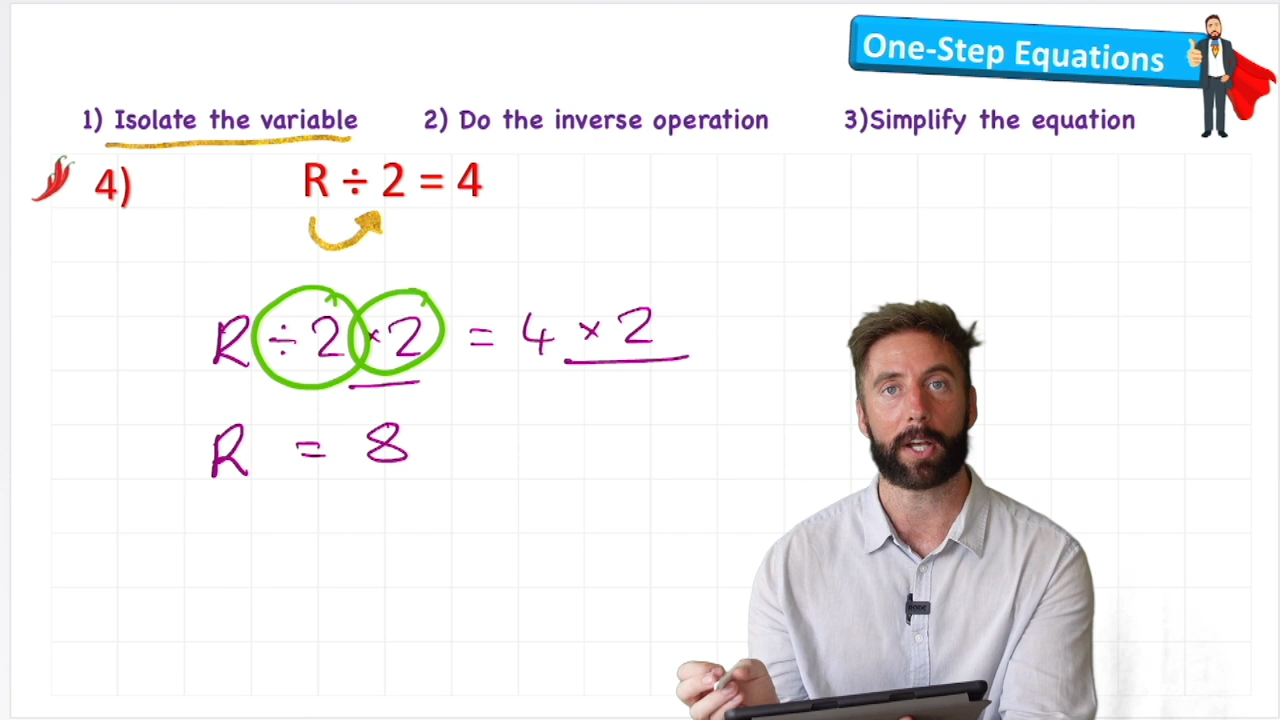 One-Step Equations
1) Isolate the variable 2) Do the inverse operation 3)Simplify the equation
4) R ÷ 2 = 4
R ÷ 2 × 2 = 4 × 2
R = 8